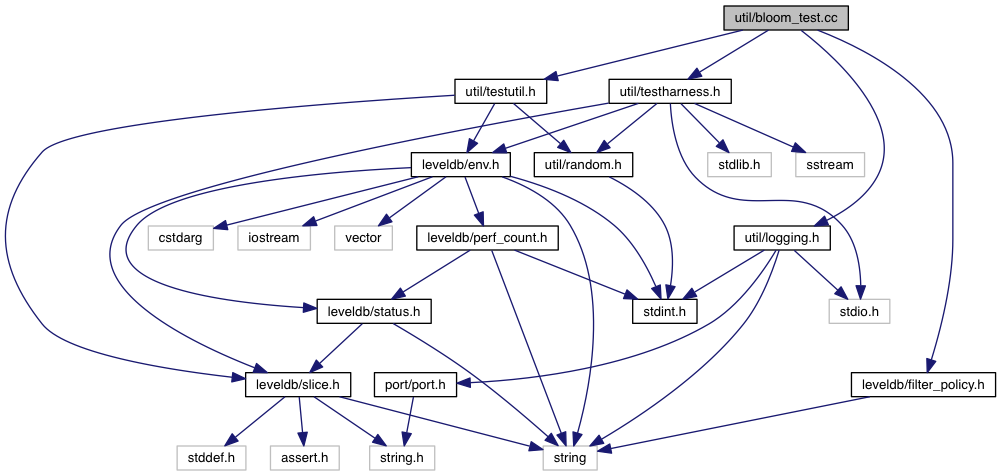 util/bloom_test.cc
util/testutil.h
util/testharness.h
leveldb/env.h
util/random.h
stdlib.h
sstream
cstdarg
iostream
vector
leveldb/perf_count.h
util/logging.h
leveldb/status.h
stdint.h
stdio.h
leveldb/slice.h
port/port.h
leveldb/filter_policy.h
stddef.h
assert.h
string.h
string